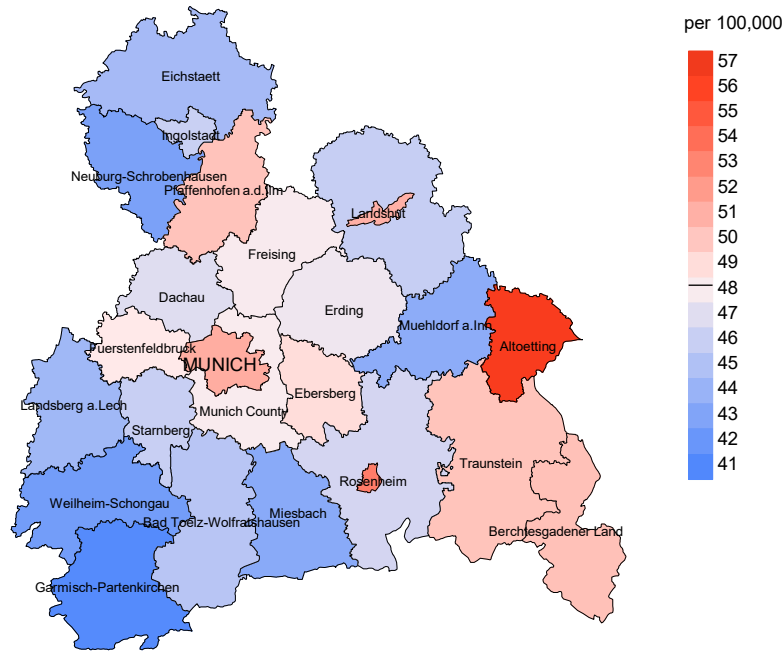 per 100,000
57
56
55
54
53
52
51
50
49
48
47
46
45
44
43
42
41
Eichstaett
Ingolstadt
Neuburg-Schrobenhausen
Pfaffenhofen a.d.Ilm
Landshut
Freising
Dachau
Erding
Muehldorf a.Inn
Altoetting
Fuerstenfeldbruck
MUNICH
Ebersberg
Landsberg a.Lech
Munich County
Starnberg
Traunstein
Rosenheim
Weilheim-Schongau
Miesbach
Bad Toelz-Wolfratshausen
Berchtesgadener Land
Garmisch-Partenkirchen